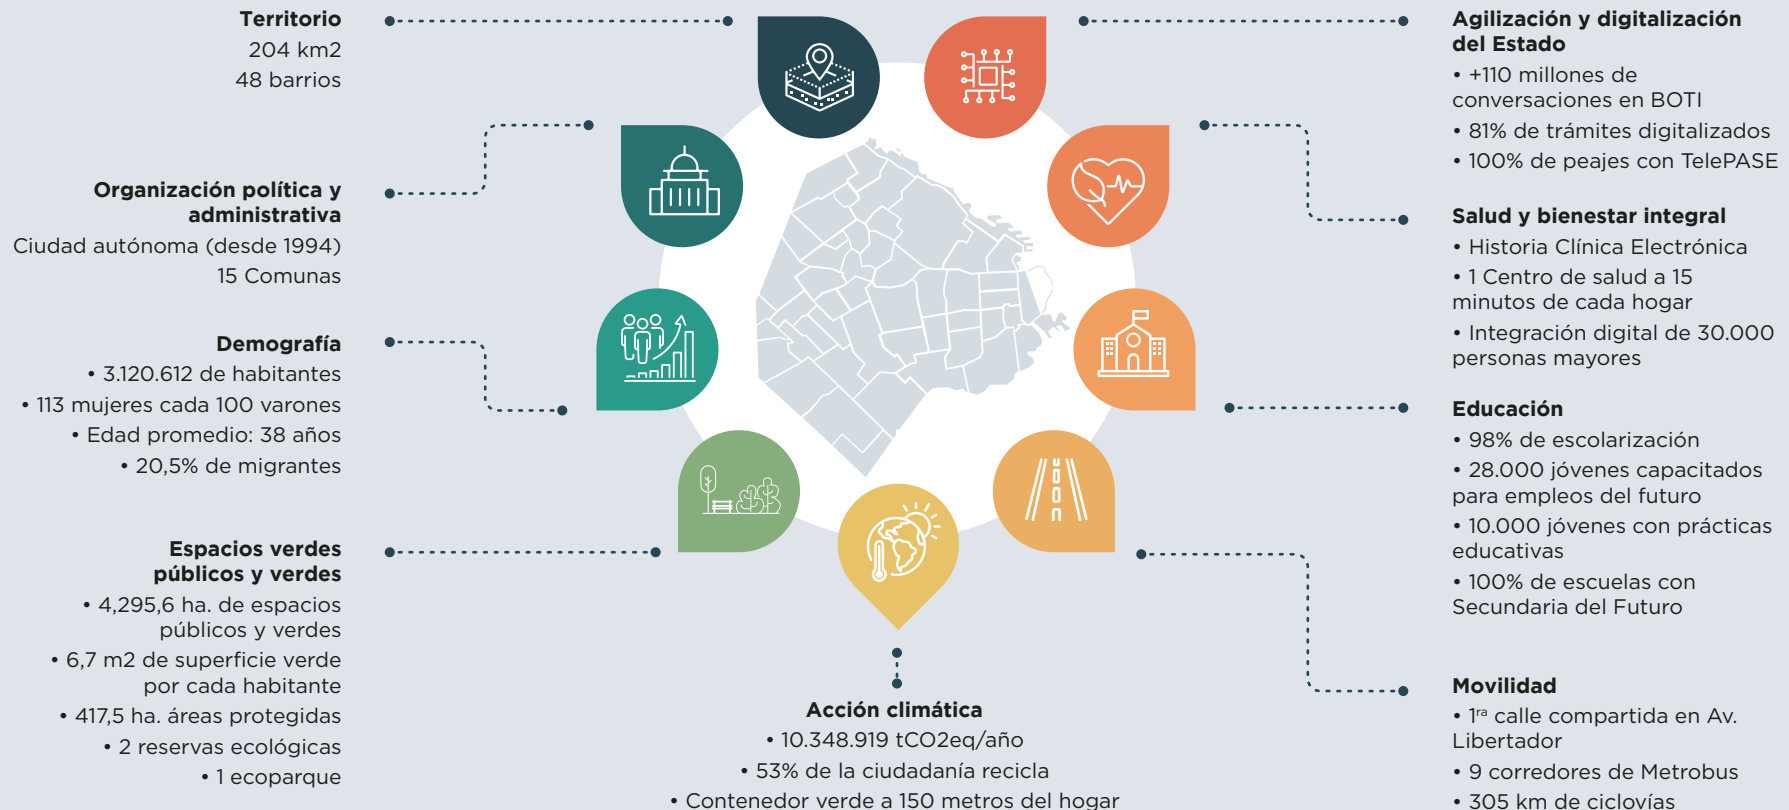 Territorio
204 km2
48 barrios
Organización política y
administrativa
Ciudad autónoma (desde 1994)
15 Comunas
Demografía
• 3.120.612 de habitantes
• 113 mujeres cada 100 varones
• Edad promedio: 38 años
• 20,5% de migrantes
Espacios verdes
públicos y verdes
• 4,295,6 ha. de espacios
públicos y verdes
• 6,7 m2 de superficie verde
por cada habitante
• 417,5 ha. áreas protegidas
• 2 reservas ecológicas
• 1 ecoparque
Acción climática
• 10.348.919 tCO2eq/año
• 53% de la ciudadanía recicla
• Contenedor verde a 150 metros del hogar
Agilización y digitalización
del Estado
• +110 millones de
conversaciones en BOTI
• 81% de trámites digitalizados
• 100% de peajes con TelePASE
Salud y bienestar integral
• Historia Clínica Electrónica
• 1 Centro de salud a 15
minutos de cada hogar
• Integración digital de 30.000
personas mayores
Educación
• 98% de escolarización
• 28.000 jóvenes capacitados
para empleos del futuro
• 10.000 jóvenes con prácticas
educativas
• 100% de escuelas con
Secundaria del Futuro
Movilidad
• 1ra calle compartida en Av.
Libertador
• 9 corredores de Metrobus
• 305 km de ciclovías